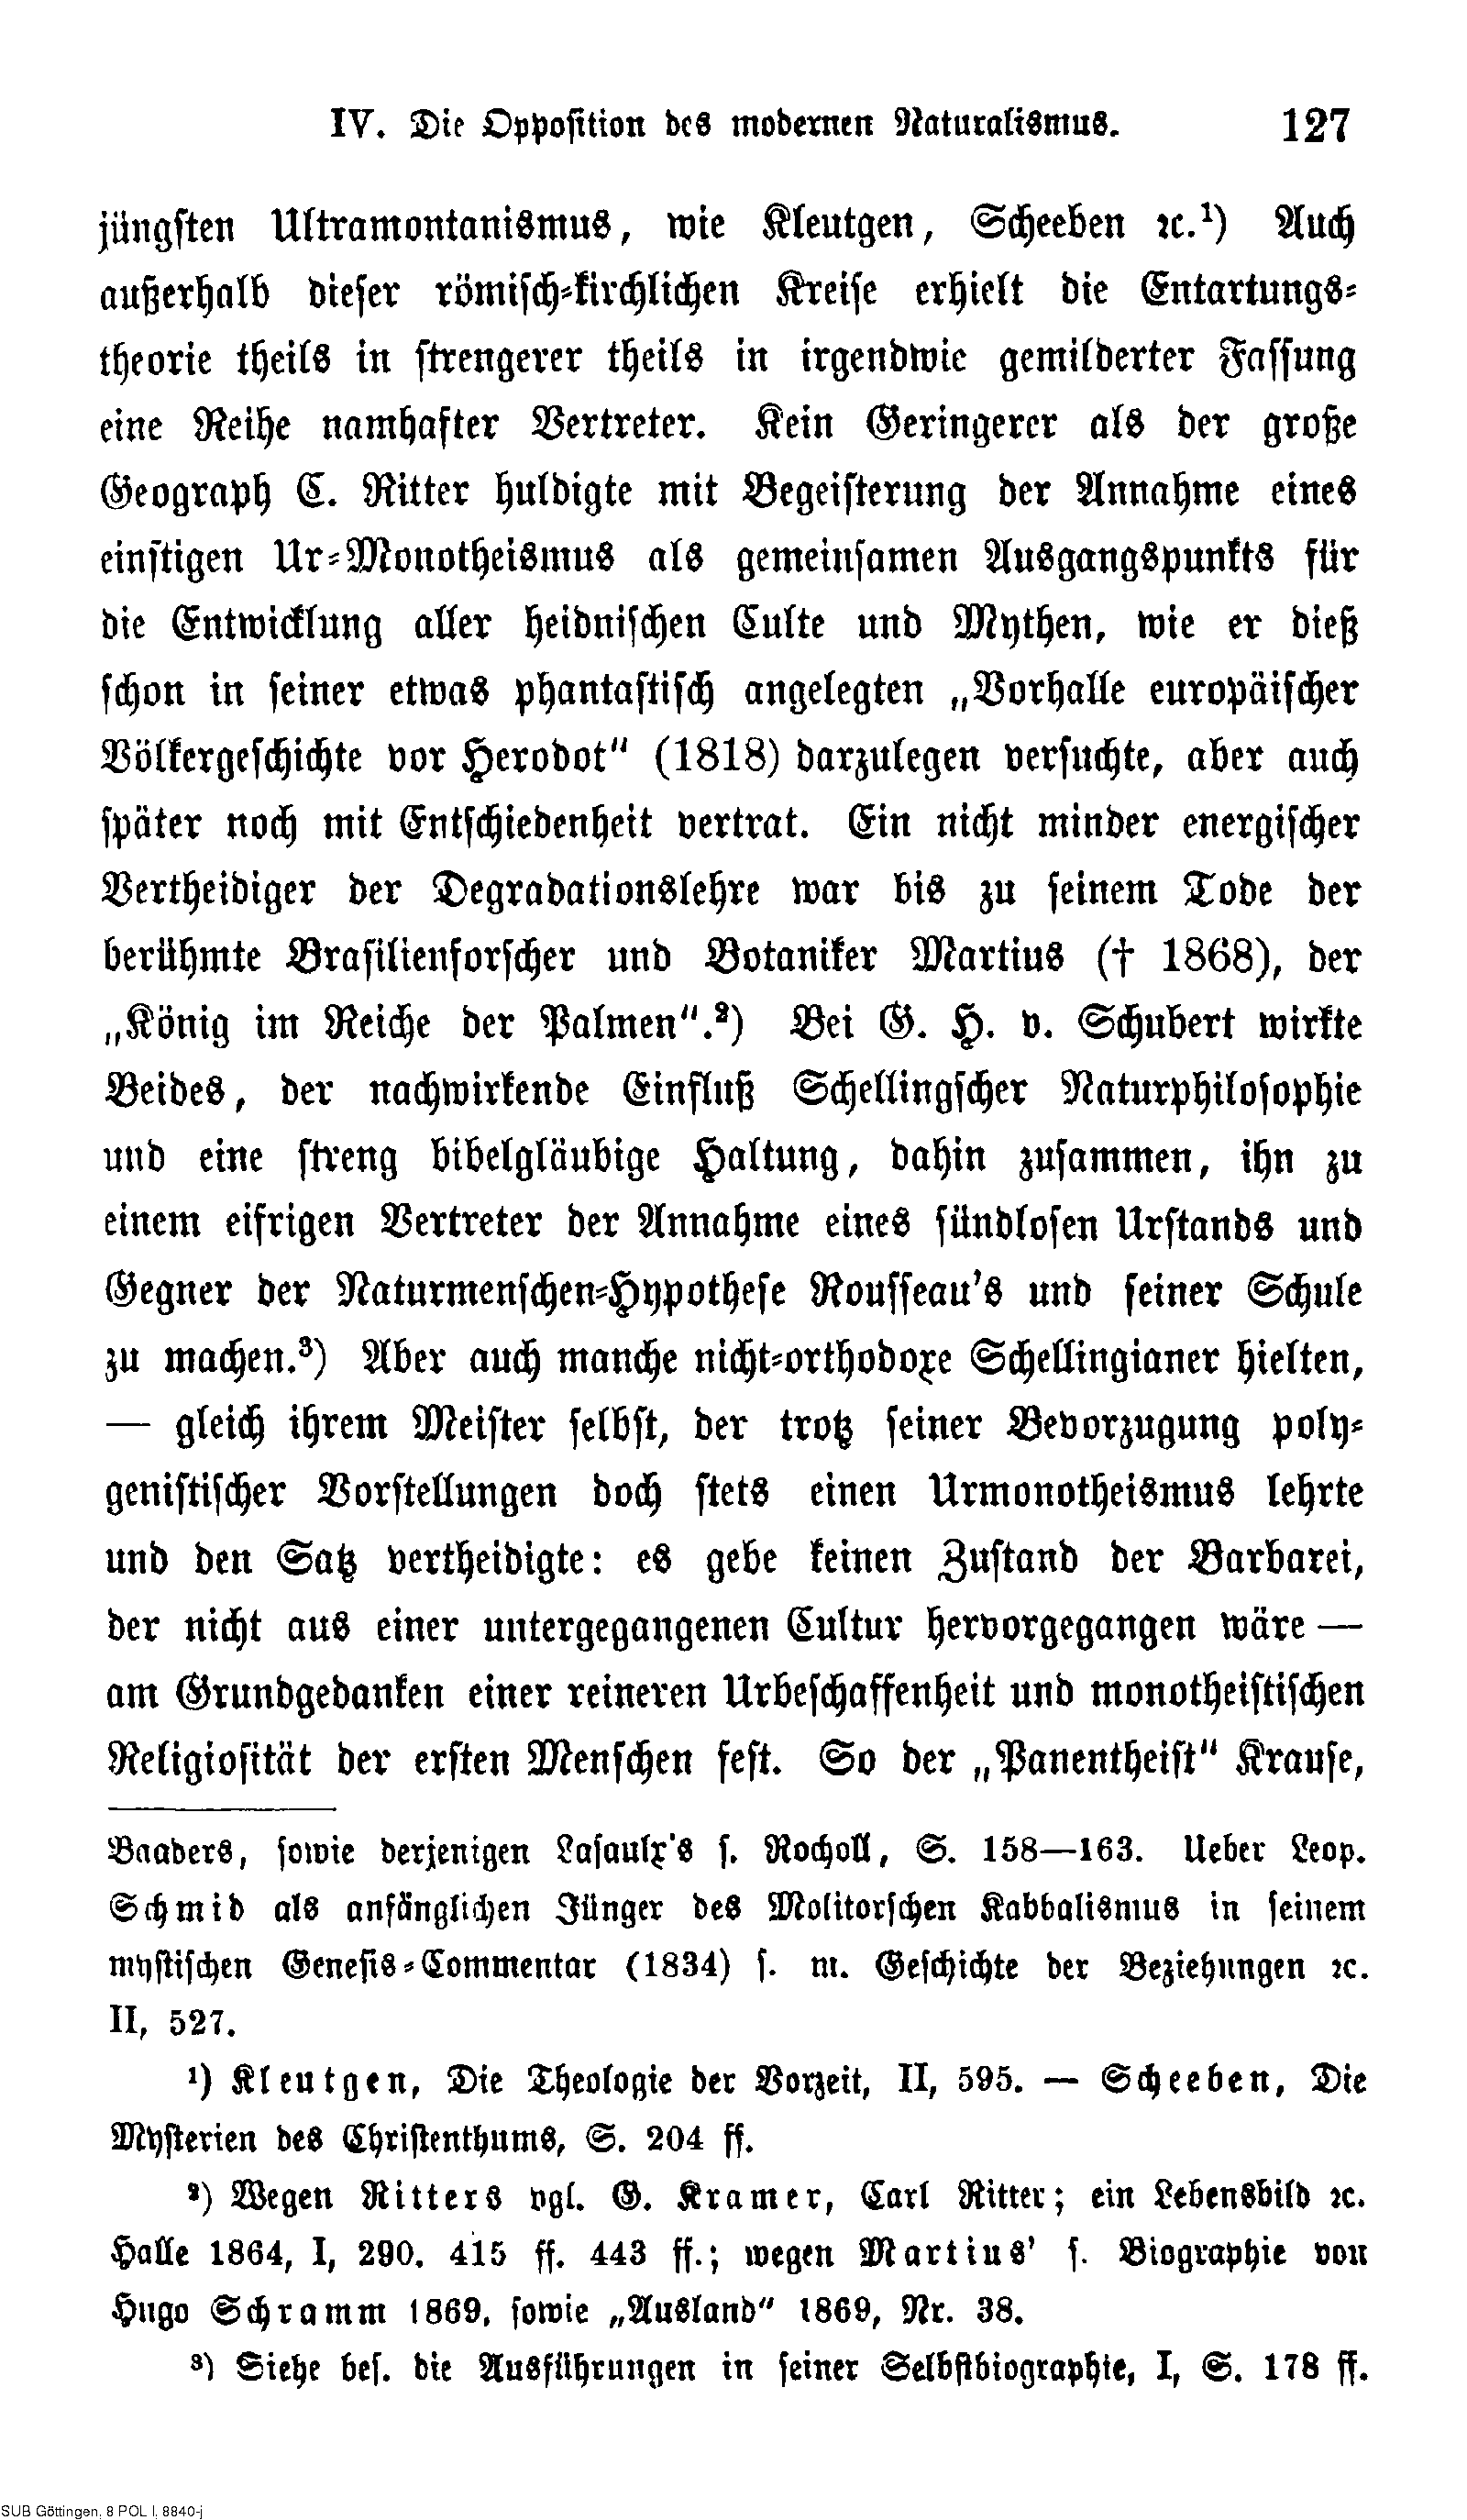 IV. Die Opposition des modernen Naturalismus. 127
jüngsten Ultramontanismus, wie Kleutgen, Scheeben ꝛc.¹) Auch
außerhalb dieser römisch-kirchlichen Kreise erhielt die Entartungs-
theorie theils in strengerer theils in irgendwie gemilderter Fassung
eine Reihe namhafter Vertreter. Kein Geringerer als der große
Geograph C. Ritter huldigte mit Begeisterung der Annahme eines
einstigen Ur-Monotheismus als gemeinsamen Ausgangspunkts für
die Entwicklung aller heidnischen Culte und Mythen, wie er dieß
schon in seiner etwas phantastisch angelegten „Vorhalle europäischer
Völkergeschichte vor Herodot“ (1818) darzulegen versuchte, aber auch
später noch mit Entschiedenheit vertrat. Ein nicht minder energischer
Vertheidiger der Degradationslehre war bis zu seinem Tode der
berühmte Brasilienforscher und Botaniker Martius († 1868), der
„König im Reiche der Palmen“.²) Bei G. H. v. Schubert wirkte
Beides, der nachwirkende Einfluß Schellingscher Naturphilosophie
und eine streng bibelgläubige Haltung, dahin zusammen, ihn zu
einem eifrigen Vertreter der Annahme eines sündlosen Urstands und
Gegner der Naturmenschen-Hypothese Rousseau's und seiner Schule
zu machen.³) Aber auch manche nicht-orthodoxe Schellingianer hielten,
— gleich ihrem Meister selbst, der trotz seiner Bevorzugung poly-
genistischer Vorstellungen doch stets einen Urmonotheismus lehrte
und den Satz vertheidigte: es gebe keinen Zustand der Barbarei,
der nicht aus einer untergegangenen Cultur hervorgegangen wäre —
am Grundgedanken einer reineren Urbeschaffenheit und monotheistischen
Religiosität der ersten Menschen fest. So der „Panentheist“ Krause,
Baaders, sowie derjenigen Lasaulx's s. Rocholl, S. 158—163. Ueber Leop.
Schmid als anfänglichen Jünger des Molitorschen Kabbalismus in seinem
mystischen Genesis-Commentar (1834) s. m. Geschichte der Beziehungen ꝛc.
II, 527.
¹) Kleutgen, Die Theologie der Vorzeit, II, 595. — Scheeben, Die
Mysterien des Christenthums, S. 204 ff.
²) Wegen Ritters vgl. G. Kramer, Carl Ritter; ein Lebensbild ꝛc.
Halle 1864, I, 290. 415 ff. 443 ff.; wegen Martius' s. Biographie von
Hugo Schramm 1869, sowie „Ausland“ 1869, Nr. 38.
³) Siehe bes. die Ausführungen in seiner Selbstbiographie, I, S. 178 ff.
SUB Göttingen, 8 POL I, 8840-j